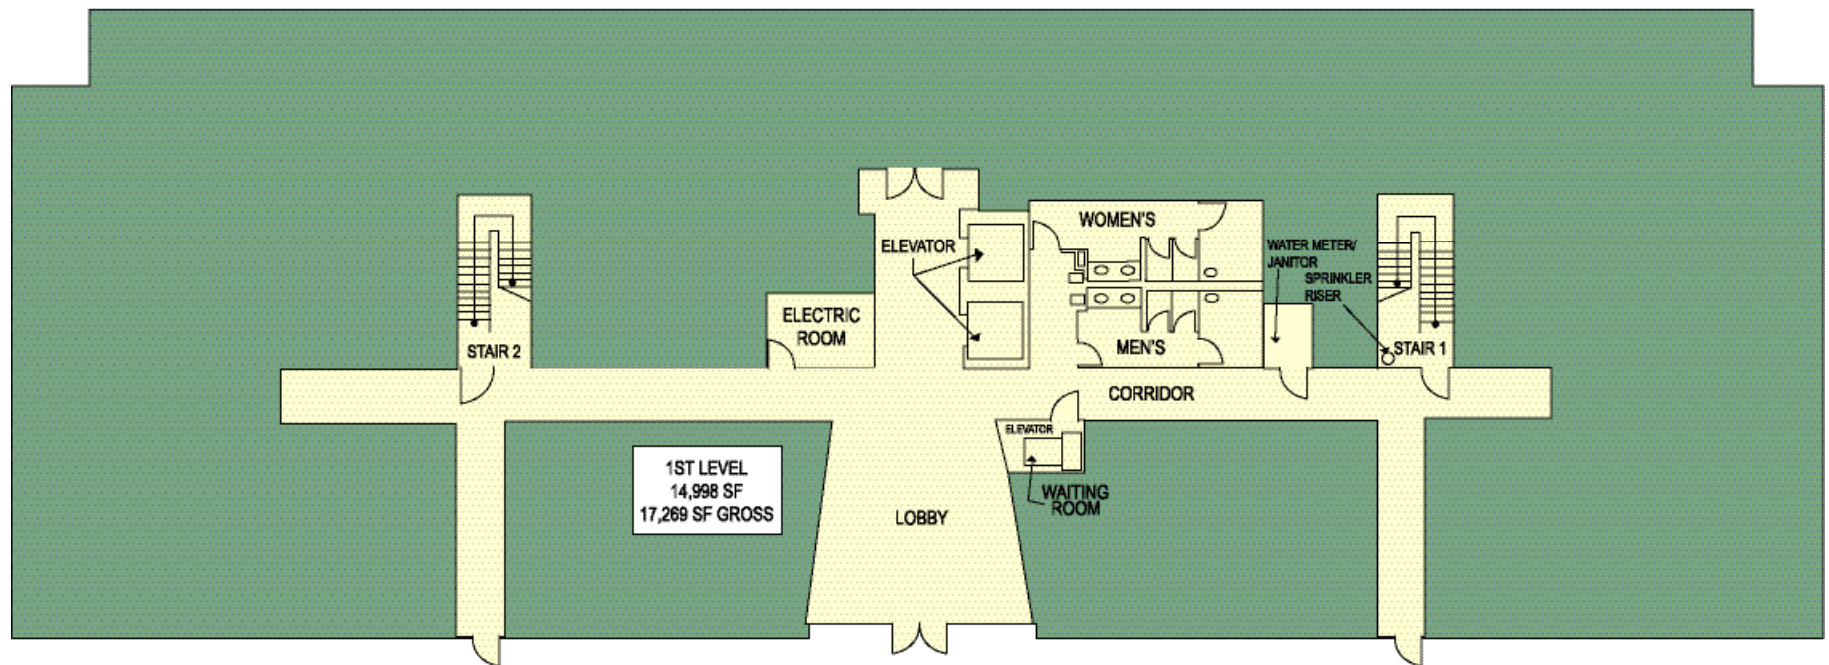 WOMEN'S
ELEVATOR
WATER METER/
JANITOR
SPRINKLER
RISER
ELECTRIC
ROOM
STAIR 2
MEN'S
STAIR 1
CORRIDOR
ELEVATOR
1ST LEVEL
14,998 SF
17,269 SF GROSS
WAITING
ROOM
LOBBY